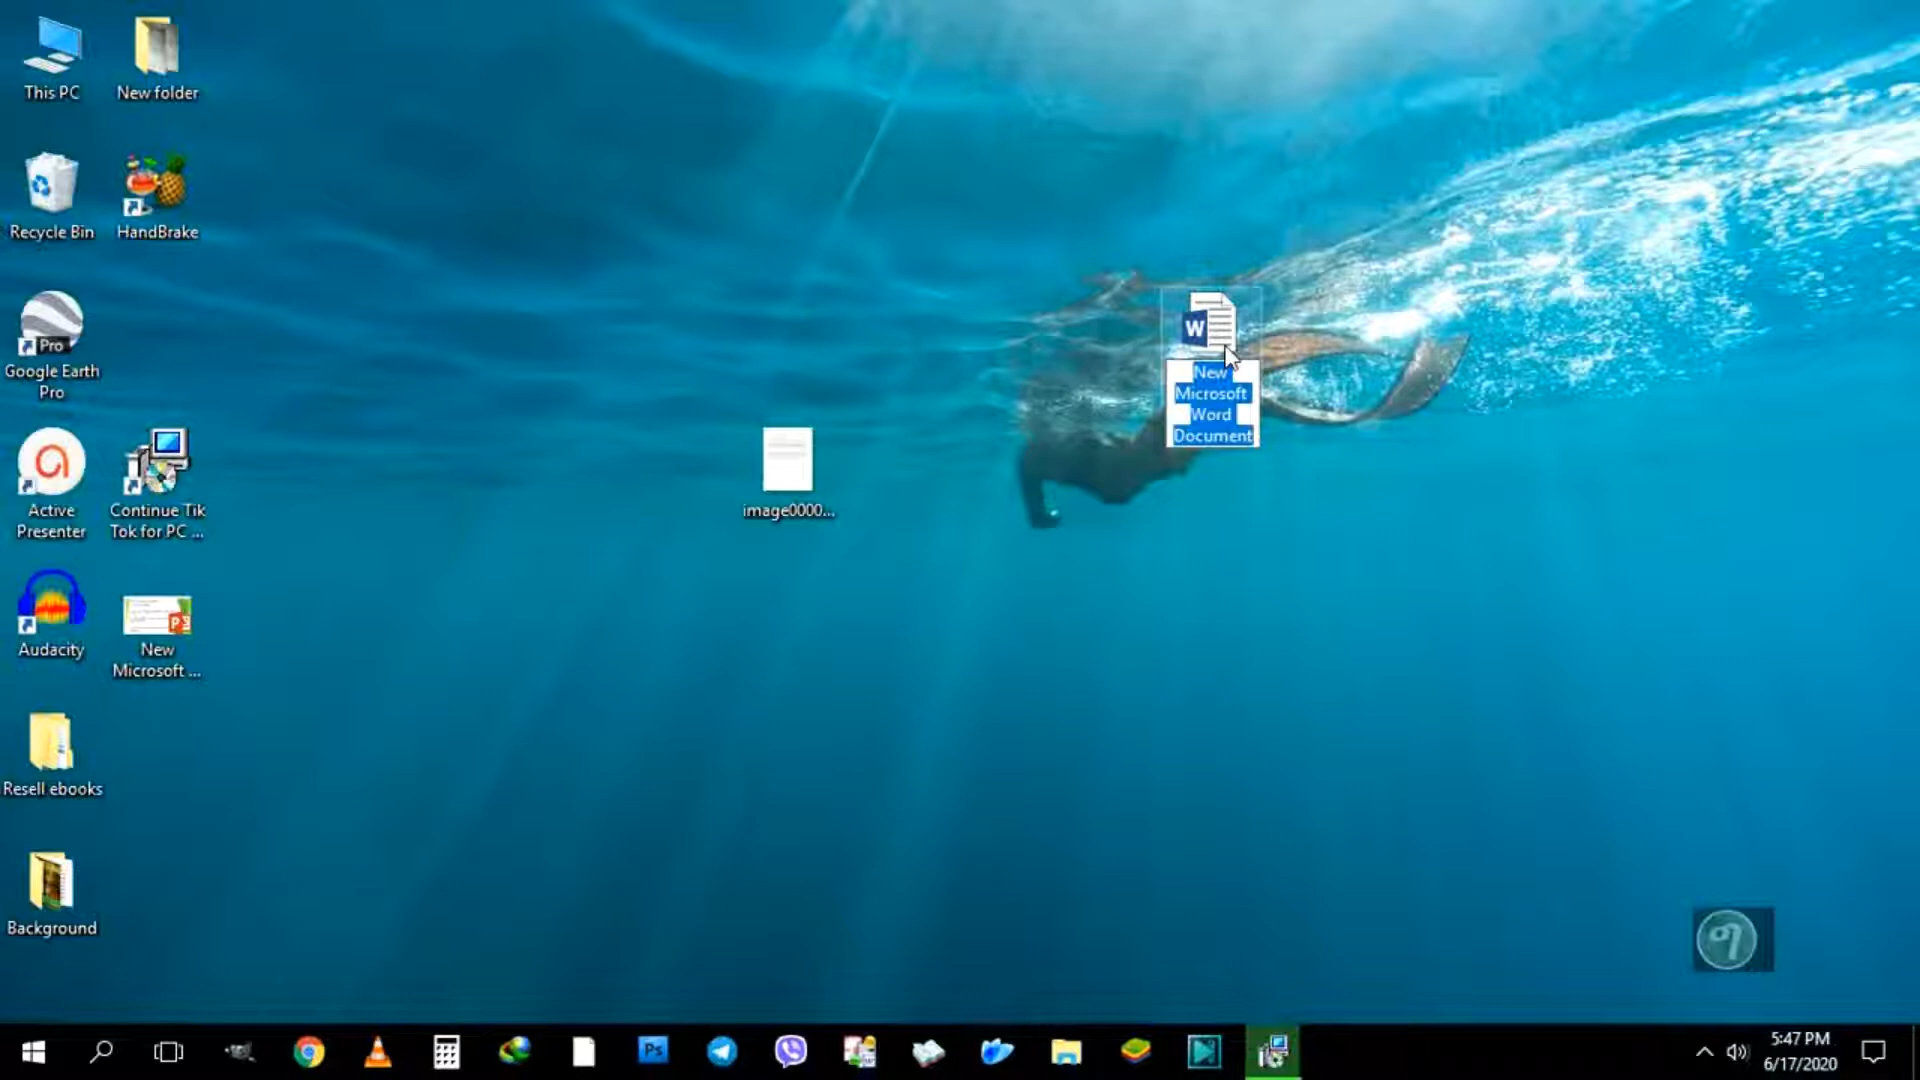 This PC
New folder
Recycle Bin
HandBrake
Pro
Google Earth
Pro
Active
Presenter
Continue Tik
Tok for PC ...
Audacity
New
Microsoft ...
Resell ebooks
Background
image0000...
W
New
Microsoft
Word
Document
Ps
5:47 PM
6/17/2020